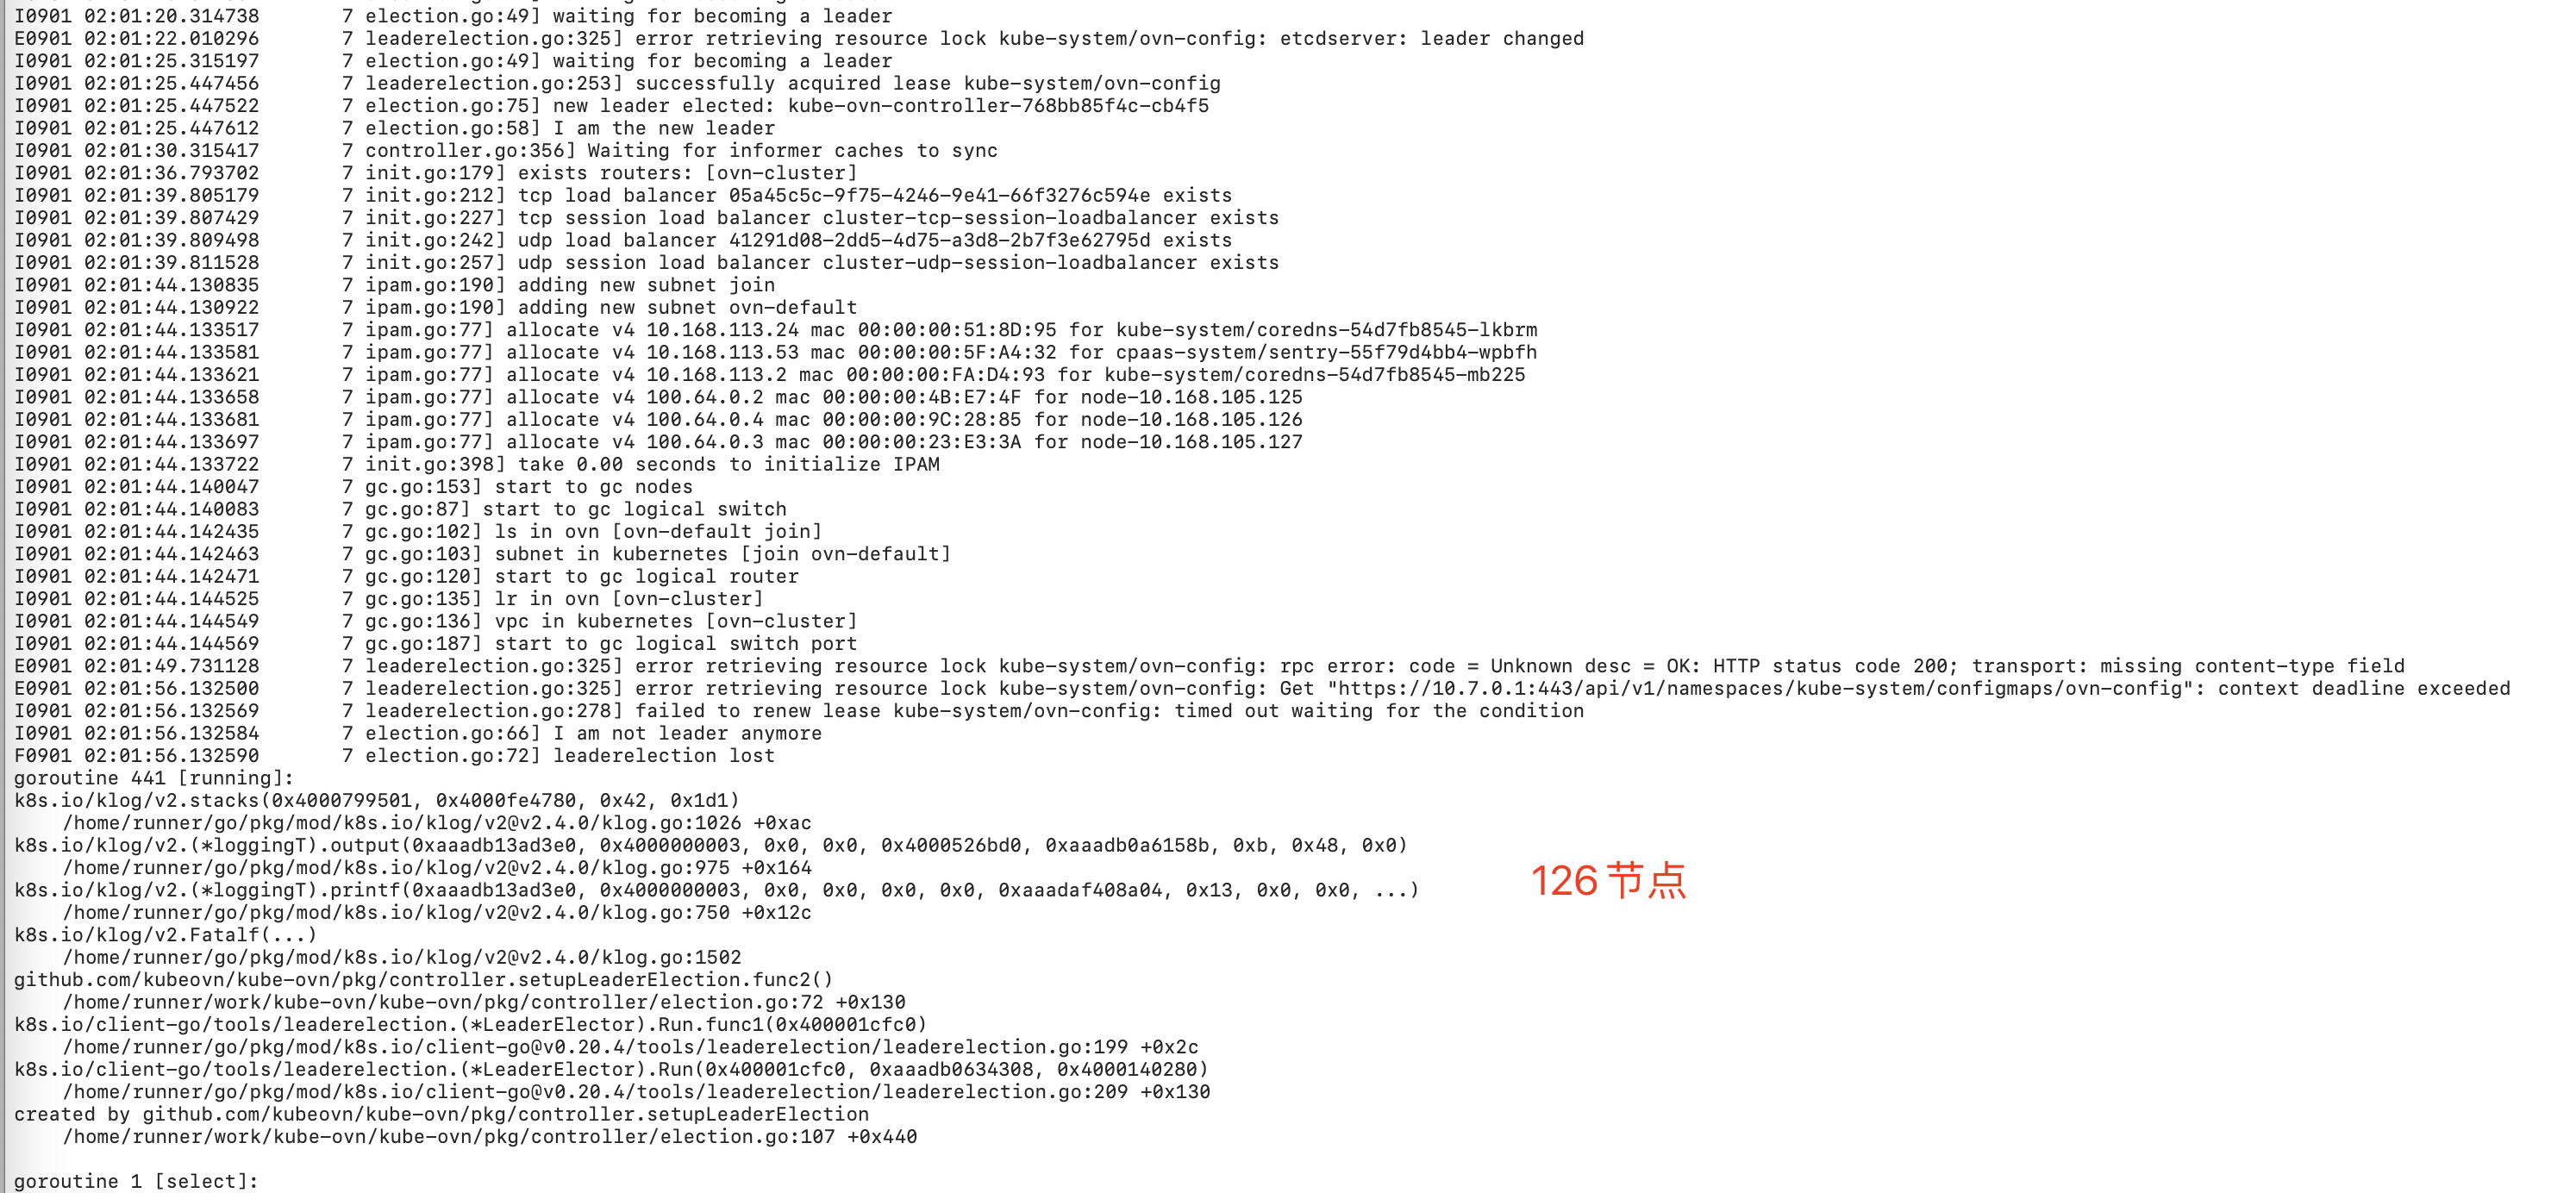 I0901 02:01:20.314738       7 election.go:49] waiting for becoming a leader
E0901 02:01:22.010296       7 leaderelection.go:325] error retrieving resource lock kube-system/ovn-config: etcdserver: leader changed
I0901 02:01:25.315197       7 election.go:49] waiting for becoming a leader
I0901 02:01:25.447456       7 leaderelection.go:253] successfully acquired lease kube-system/ovn-config
I0901 02:01:25.447522       7 election.go:75] new leader elected: kube-ovn-controller-768bb85f4c-cb4f5
I0901 02:01:25.447612       7 election.go:58] I am the new leader
I0901 02:01:30.315417       7 controller.go:356] Waiting for informer caches to sync
I0901 02:01:36.793702       7 init.go:179] exists routers: [ovn-cluster]
I0901 02:01:39.805179       7 init.go:212] tcp load balancer 05a45c5c-9f75-4246-9e41-66f3276c594e exists
I0901 02:01:39.807429       7 init.go:227] tcp session load balancer cluster-tcp-session-loadbalancer exists
I0901 02:01:39.809498       7 init.go:242] udp load balancer 41291d08-2dd5-4d75-a3d8-2b7f3e62795d exists
I0901 02:01:39.811528       7 init.go:257] udp session load balancer cluster-udp-session-loadbalancer exists
I0901 02:01:44.130835       7 ipam.go:190] adding new subnet join
I0901 02:01:44.130922       7 ipam.go:190] adding new subnet ovn-default
I0901 02:01:44.133517       7 ipam.go:77] allocate v4 10.168.113.24 mac 00:00:00:51:8D:95 for kube-system/coredns-54d7fb8545-lkbrm
I0901 02:01:44.133581       7 ipam.go:77] allocate v4 10.168.113.53 mac 00:00:00:5F:A4:32 for cpaas-system/sentry-55f79d4bb4-wpbfh
I0901 02:01:44.133621       7 ipam.go:77] allocate v4 10.168.113.2 mac 00:00:00:FA:D4:93 for kube-system/coredns-54d7fb8545-mb225
I0901 02:01:44.133658       7 ipam.go:77] allocate v4 100.64.0.2 mac 00:00:00:4B:E7:4F for node-10.168.105.125
I0901 02:01:44.133681       7 ipam.go:77] allocate v4 100.64.0.4 mac 00:00:00:9C:28:85 for node-10.168.105.126
I0901 02:01:44.133697       7 ipam.go:77] allocate v4 100.64.0.3 mac 00:00:00:23:E3:3A for node-10.168.105.127
I0901 02:01:44.133722       7 init.go:398] take 0.00 seconds to initialize IPAM
I0901 02:01:44.140047       7 gc.go:153] start to gc nodes
I0901 02:01:44.140083       7 gc.go:87] start to gc logical switch
I0901 02:01:44.142435       7 gc.go:102] ls in ovn [ovn-default join]
I0901 02:01:44.142463       7 gc.go:103] subnet in kubernetes [join ovn-default]
I0901 02:01:44.142471       7 gc.go:120] start to gc logical router
I0901 02:01:44.144525       7 gc.go:135] lr in ovn [ovn-cluster]
I0901 02:01:44.144549       7 gc.go:136] vpc in kubernetes [ovn-cluster]
I0901 02:01:44.144569       7 gc.go:187] start to gc logical switch port
E0901 02:01:49.731128       7 leaderelection.go:325] error retrieving resource lock kube-system/ovn-config: rpc error: code = Unknown desc = OK: HTTP status code 200; transport: missing content-type field
E0901 02:01:56.132500       7 leaderelection.go:325] error retrieving resource lock kube-system/ovn-config: Get "https://10.7.0.1:443/api/v1/namespaces/kube-system/configmaps/ovn-config": context deadline exceeded
I0901 02:01:56.132569       7 leaderelection.go:278] failed to renew lease kube-system/ovn-config: timed out waiting for the condition
I0901 02:01:56.132584       7 election.go:66] I am not leader anymore
F0901 02:01:56.132590       7 election.go:72] leaderelection lost
goroutine 441 [running]:
k8s.io/klog/v2.stacks(0x4000799501, 0x4000fe4780, 0x42, 0x1d1)
/home/runner/go/pkg/mod/k8s.io/klog/v2@v2.4.0/klog.go:1026 +0xac
k8s.io/klog/v2.(*loggingT).output(0xaaadb13ad3e0, 0x4000000003, 0x0, 0x0, 0x4000526bd0, 0xaaadb0a6158b, 0xb, 0x48, 0x0)
/home/runner/go/pkg/mod/k8s.io/klog/v2@v2.4.0/klog.go:975 +0x164
k8s.io/klog/v2.(*loggingT).printf(0xaaadb13ad3e0, 0x4000000003, 0x0, 0x0, 0x0, 0x0, 0xaaadaf408a04, 0x13, 0x0, 0x0, ...)
126节点
/home/runner/go/pkg/mod/k8s.io/klog/v2@v2.4.0/klog.go:750 +0x12c
k8s.io/klog/v2.Fatalf(...)
/home/runner/go/pkg/mod/k8s.io/klog/v2@v2.4.0/klog.go:1502
github.com/kubeovn/kube-ovn/pkg/controller.setupLeaderElection.func2()
/home/runner/work/kube-ovn/kube-ovn/pkg/controller/election.go:72 +0x130
k8s.io/client-go/tools/leaderelection.(*LeaderElector).Run.func1(0x400001cfc0)
/home/runner/go/pkg/mod/k8s.io/client-go@v0.20.4/tools/leaderelection/leaderelection.go:199 +0x2c
k8s.io/client-go/tools/leaderelection.(*LeaderElector).Run(0x400001cfc0, 0xaaadb0634308, 0x4000140280)
/home/runner/go/pkg/mod/k8s.io/client-go@v0.20.4/tools/leaderelection/leaderelection.go:209 +0x130
created by github.com/kubeovn/kube-ovn/pkg/controller.setupLeaderElection
/home/runner/work/kube-ovn/kube-ovn/pkg/controller/election.go:107 +0x440
goroutine 1 [select]: